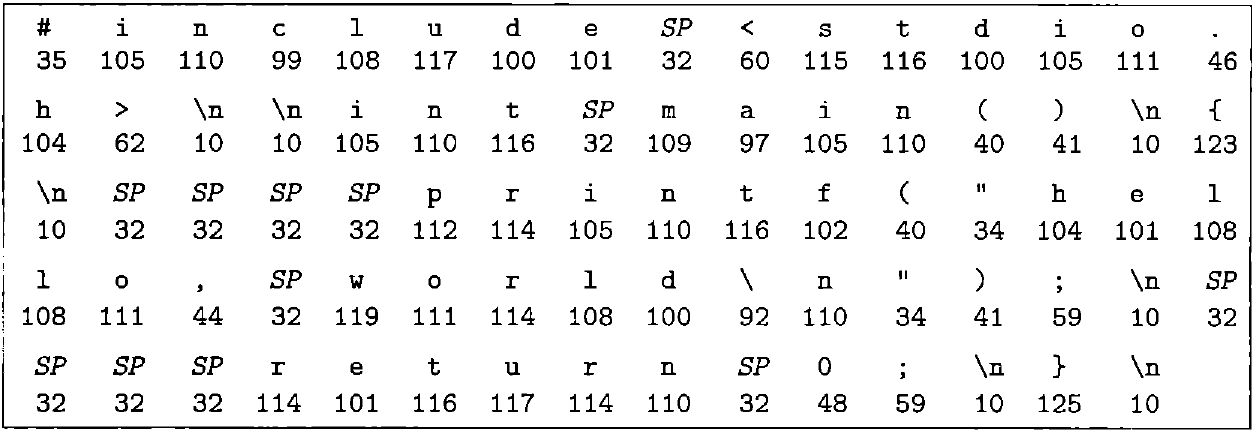 # i n c l u d e SP < s t d i o .
35 105 110 99 108 117 100 101 32 60 115 116 100 105 111 46
h > \n \n i n t SP m a i n ( ) \n {
104 62 10 10 105 110 116 32 109 97 105 110 40 41 10 123
\n SP SP SP SP p r i n t f ( " h e l
10 32 32 32 32 112 114 105 110 116 102 40 34 104 101 108
l o , SP w o r l d \ n " ) ; \n SP
108 111 44 32 119 111 114 108 100 92 110 34 41 59 10 32
SP SP SP r e t u r n SP 0 ; \n } \n
32 32 32 114 101 116 117 114 110 32 48 59 10 125 10